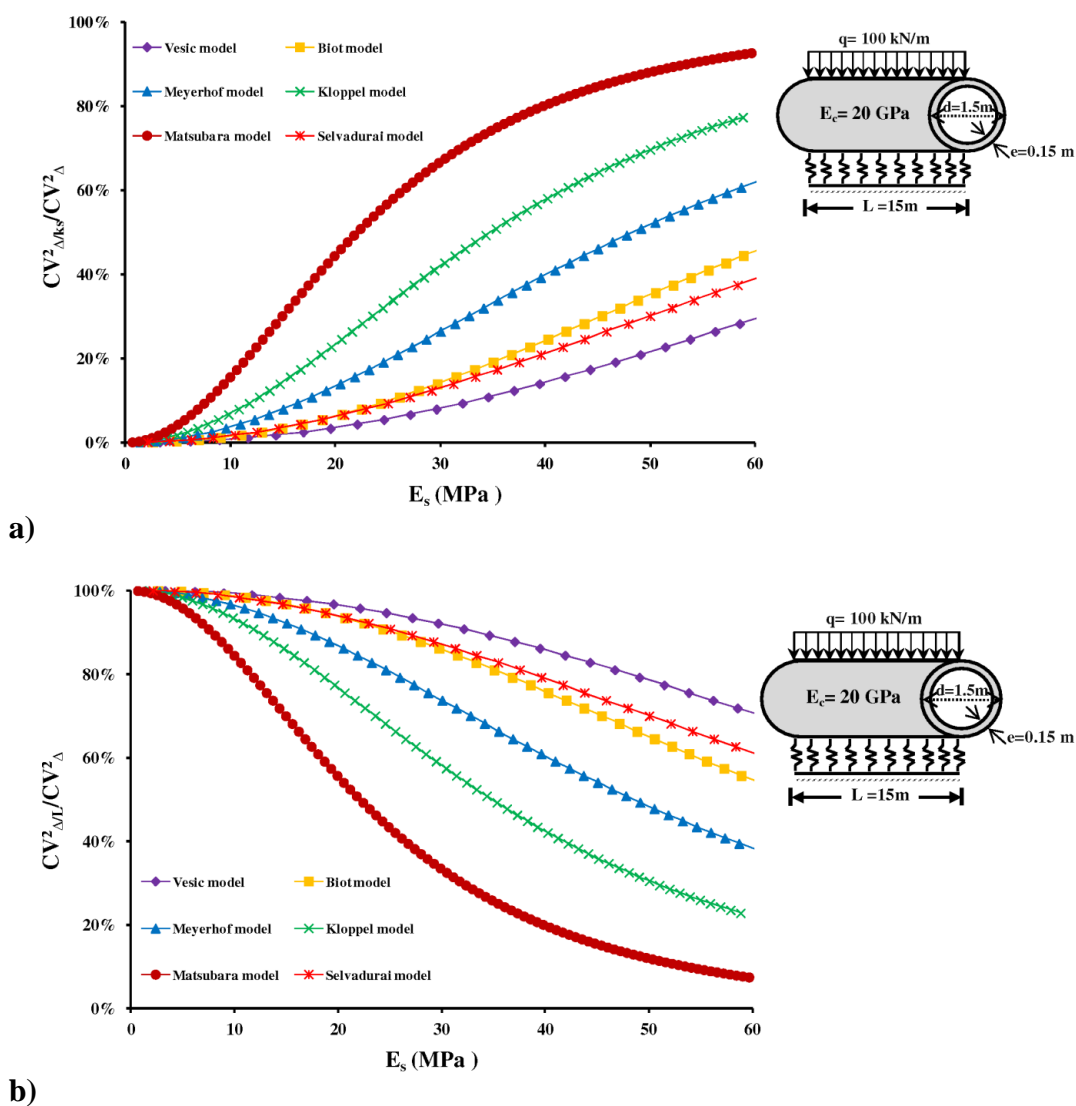 100%
80%
60%
40%
20%
0%
CV²Δ/ks/CV²Δ
Vesic model
Biot model
Meyerhof model
Kloppel model
Matsubara model
Selvadurai model
0 10 20 30 40 50 60
Es (MPa )
q= 100 kN/m
Ec= 20 GPa
d=1.5m
e=0.15 m
L =15m
a)
100%
80%
60%
40%
20%
0%
CV²Δ/L/CV²Δ
Vesic model
Biot model
Meyerhof model
Kloppel model
Matsubara model
Selvadurai model
0 10 20 30 40 50 60
Es (MPa )
q= 100 kN/m
Ec= 20 GPa
d=1.5m
e=0.15 m
L =15m
b)